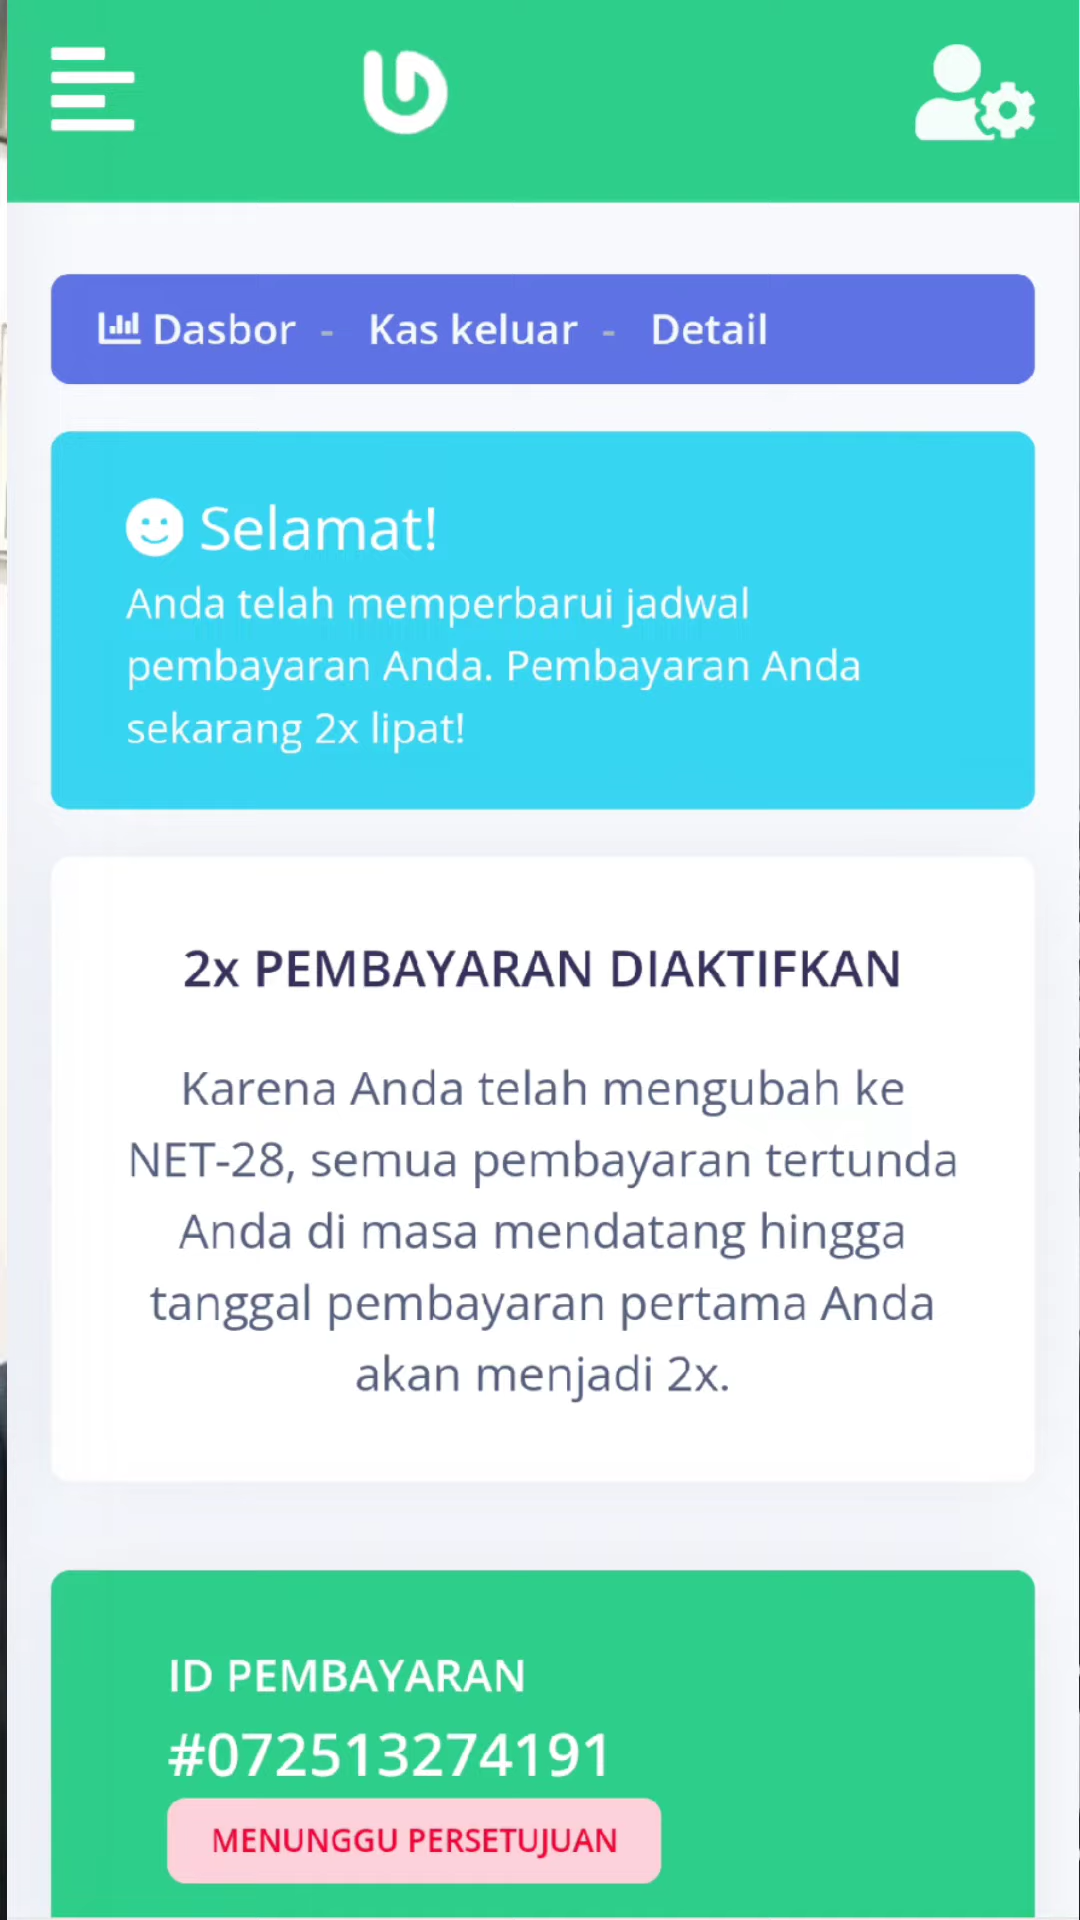 Dasbor - Kas keluar - Detail
Selamat!
Anda telah memperbarui jadwal
pembayaran Anda. Pembayaran Anda
sekarang 2x lipat!
2x PEMBAYARAN DIAKTIFKAN
Karena Anda telah mengubah ke
NET-28, semua pembayaran tertunda
Anda di masa mendatang hingga
tanggal pembayaran pertama Anda
akan menjadi 2x.
ID PEMBAYARAN
#072513274191
MENUNGGU PERSETUJUAN